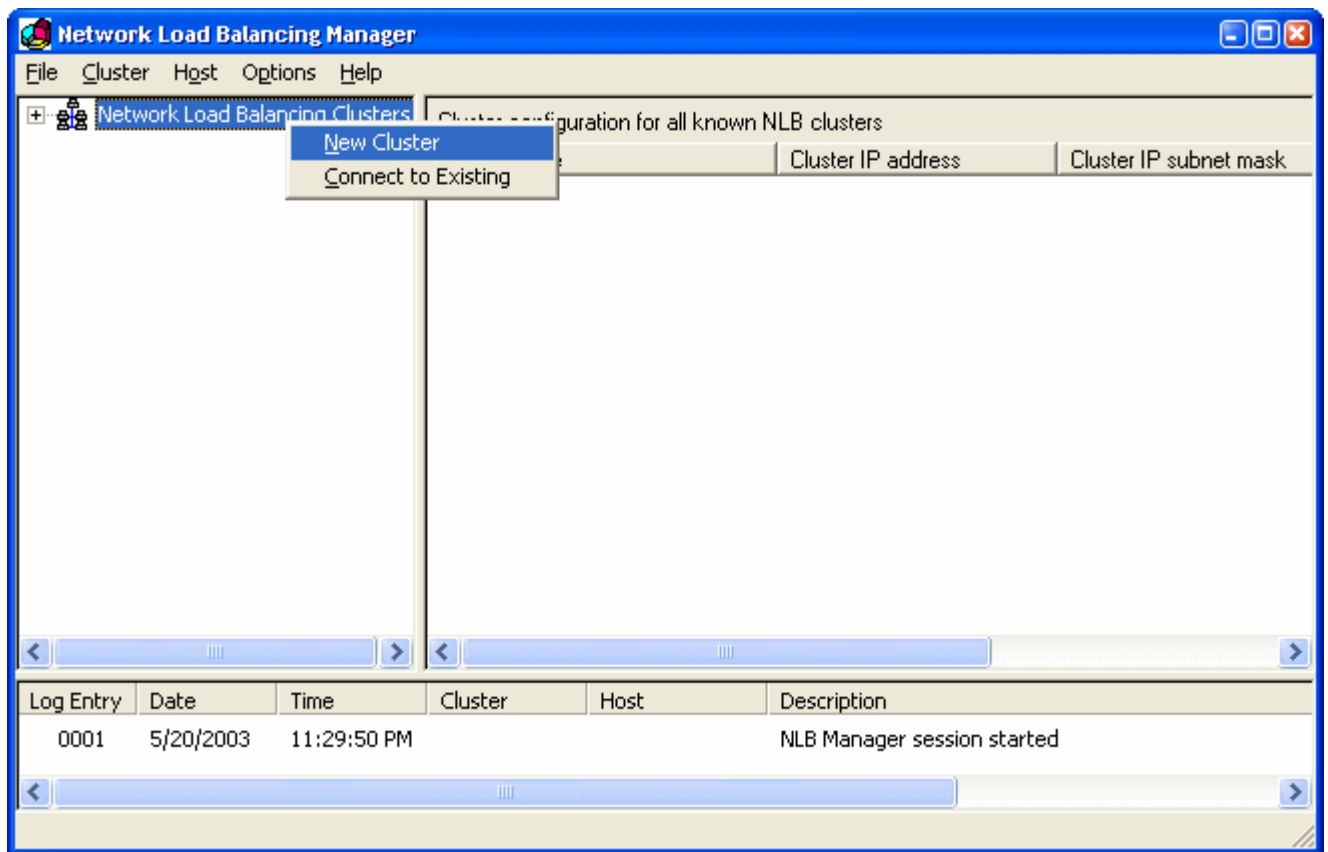 Network Load Balancing Manager
File Cluster Host Options Help
Network Load Balancing Clusters
New Cluster
Connect to Existing
configuration for all known NLB clusters
Cluster IP address Cluster IP subnet mask
Log Entry Date Time Cluster Host Description
0001 5/20/2003 11:29:50 PM NLB Manager session started